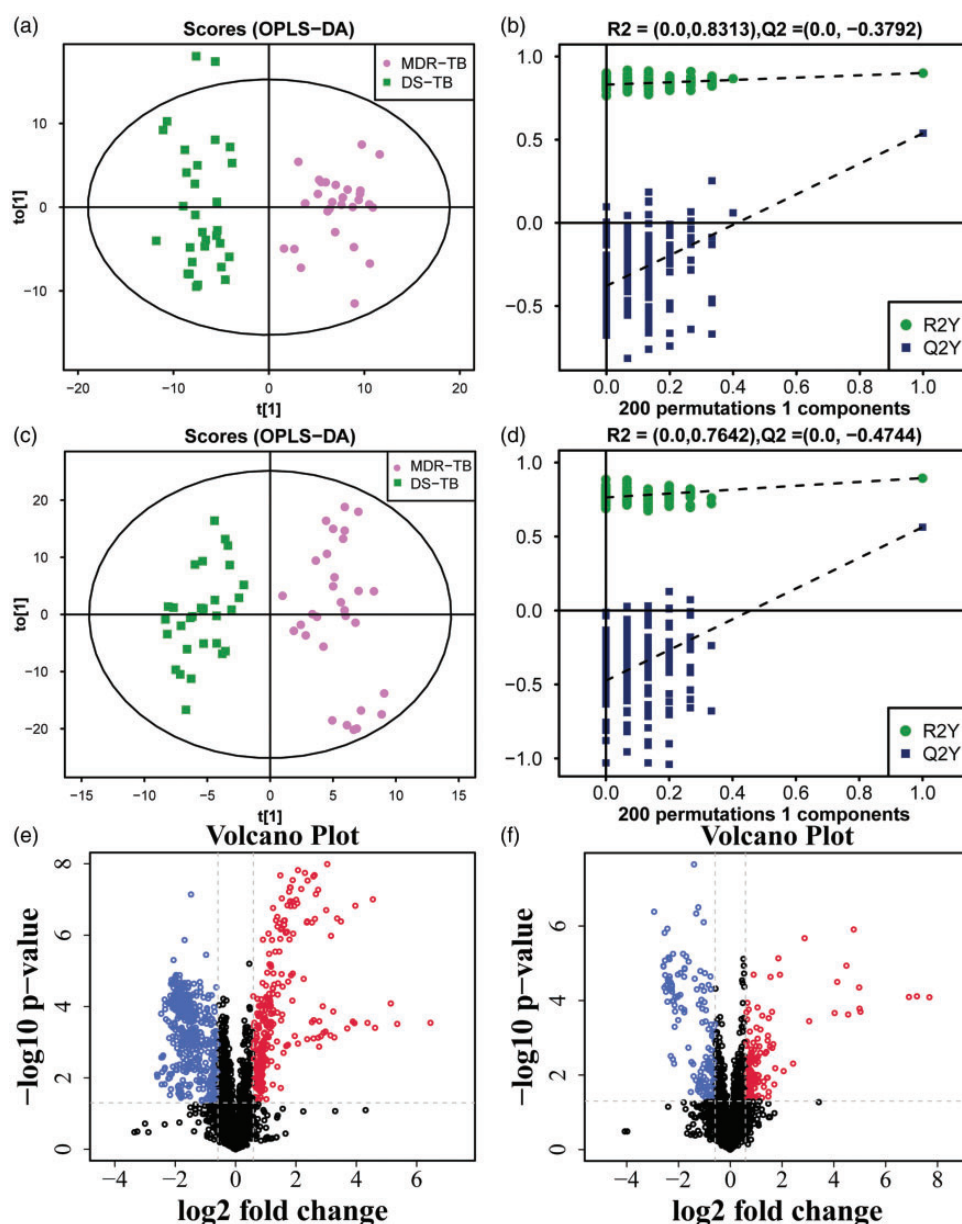 (a)
Scores (OPLS−DA)
MDR−TB
DS−TB
to[1]
10
0
−10
−20
−10
0
10
20
t[1]
(b)
R2 = (0.0,0.8313),Q2 =(0.0, −0.3792)
1.0
0.5
0.0
−0.5
R2Y
Q2Y
0.0
0.2
0.4
0.6
0.8
1.0
200 permutations 1 components
(c)
Scores (OPLS−DA)
MDR−TB
DS−TB
to[1]
20
10
0
−10
−20
−15
−10
−5
0
5
10
15
t[1]
(d)
R2 = (0.0,0.7642),Q2 =(0.0, −0.4744)
1.0
0.5
0.0
−0.5
−1.0
R2Y
Q2Y
0.0
0.2
0.4
0.6
0.8
1.0
200 permutations 1 components
(e)
Volcano Plot
−log10 p−value
8
6
4
2
0
−4
−2
0
2
4
6
log2 fold change
(f)
Volcano Plot
−log10 p−value
6
4
2
0
−4
−2
0
2
4
6
8
log2 fold change